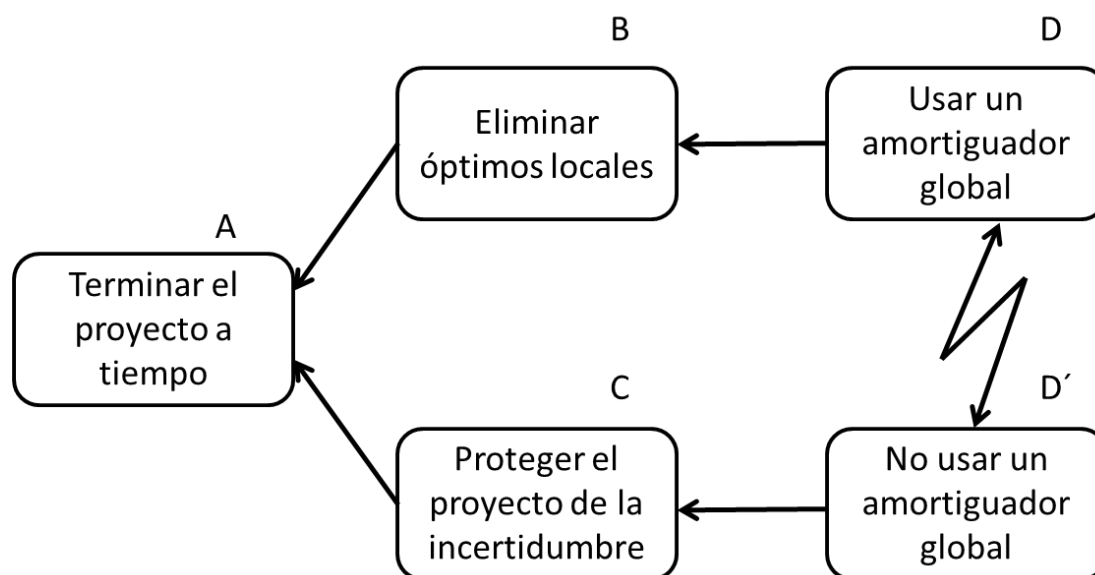 B
D
Eliminar
óptimos locales
Usar un
amortiguador
global
A
Terminar el
proyecto a
tiempo
C
D´
Proteger el
proyecto de la
incertidumbre
No usar un
amortiguador
global